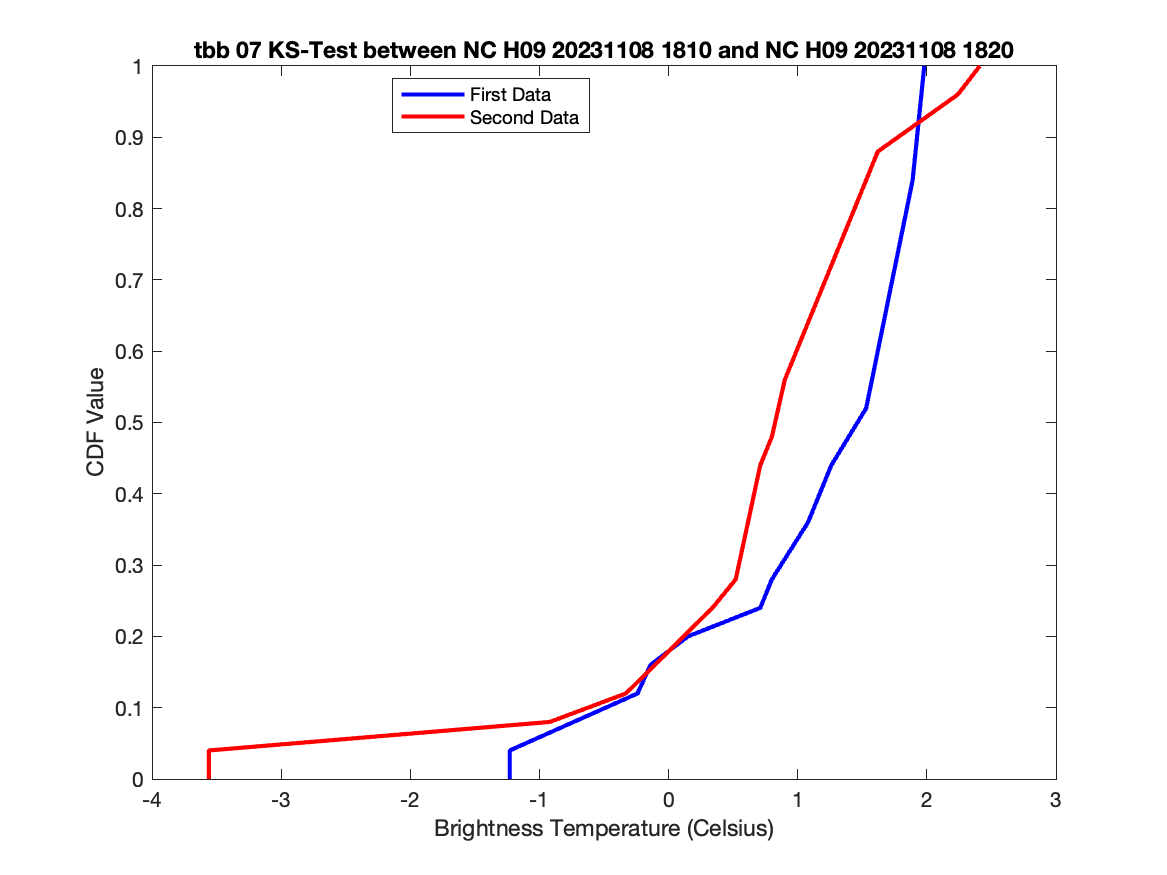 tbb 07 KS-Test between NC H09 20231108 1810 and NC H09 20231108 1820
First Data
Second Data
1
0.9
0.8
0.7
0.6
0.5
0.4
0.3
0.2
0.1
0
CDF Value
-4 -3 -2 -1 0 1 2 3
Brightness Temperature (Celsius)